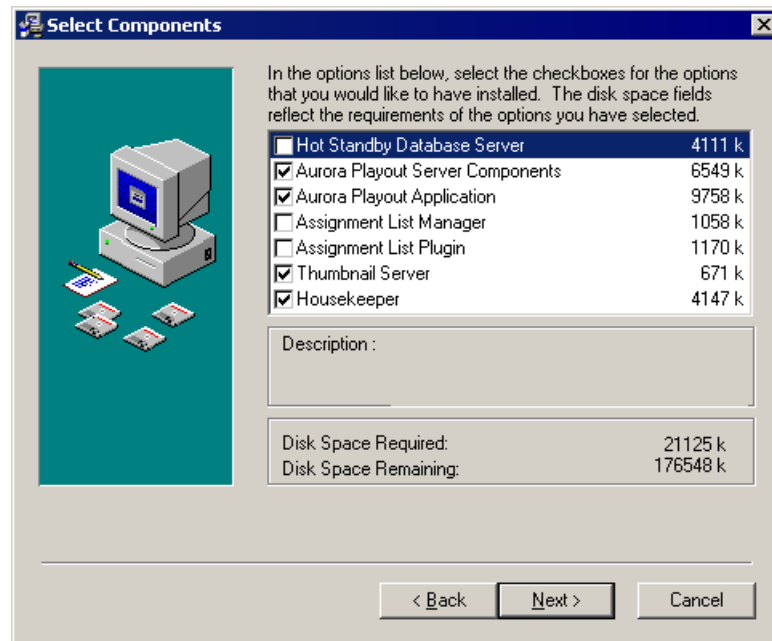 Select Components
In the options list below, select the checkboxes for the options
that you would like to have installed. The disk space fields
reflect the requirements of the options you have selected.
Hot Standby Database Server 4111 k
Aurora Playout Server Components 6549 k
Aurora Playout Application 9758 k
Assignment List Manager 1058 k
Assignment List Plugin 1170 k
Thumbnail Server 671 k
Housekeeper 4147 k
Description :
Disk Space Required: 21125 k
Disk Space Remaining: 176548 k
< Back Next > Cancel